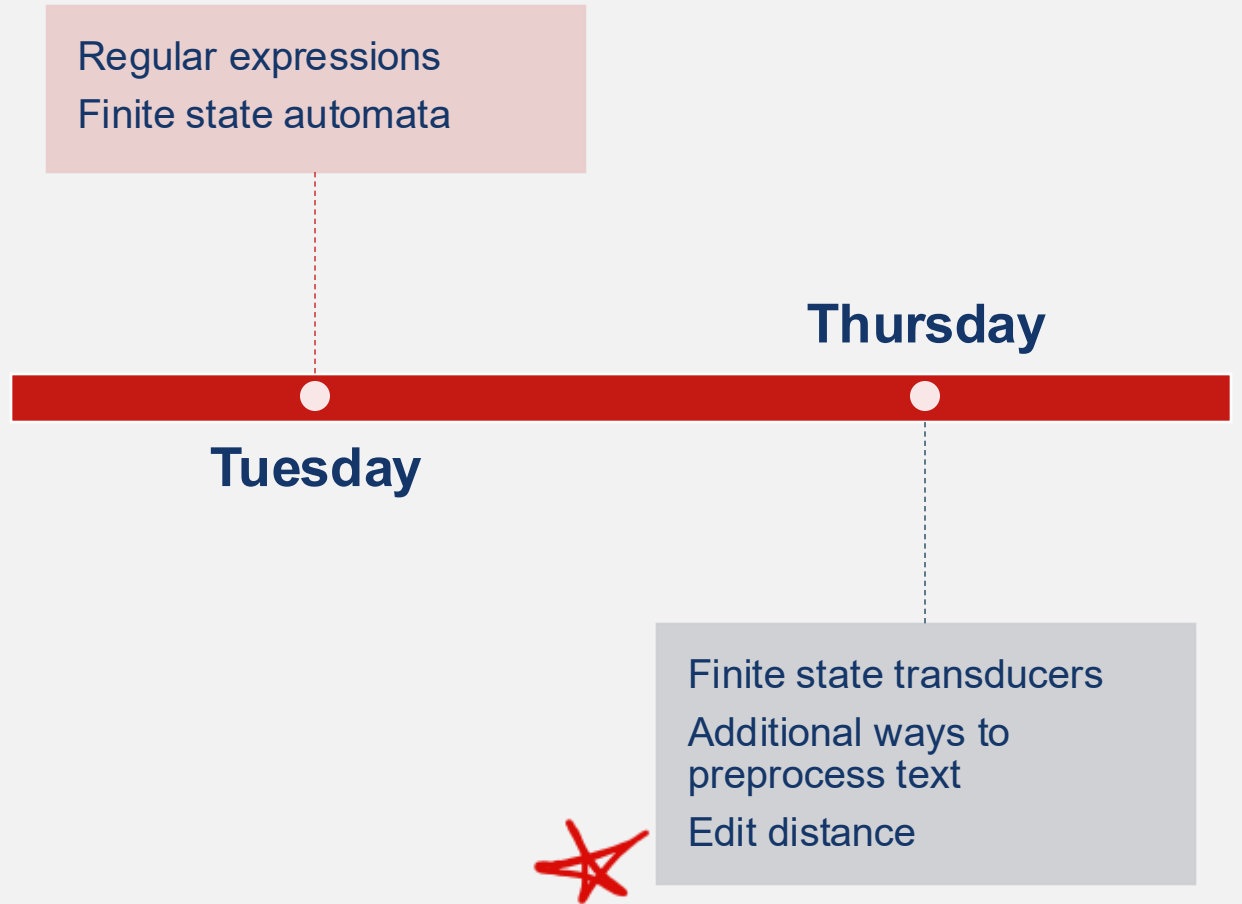 Regular expressions
Finite state automata
Thursday
Tuesday
Finite state transducers
Additional ways to
preprocess text
Edit distance